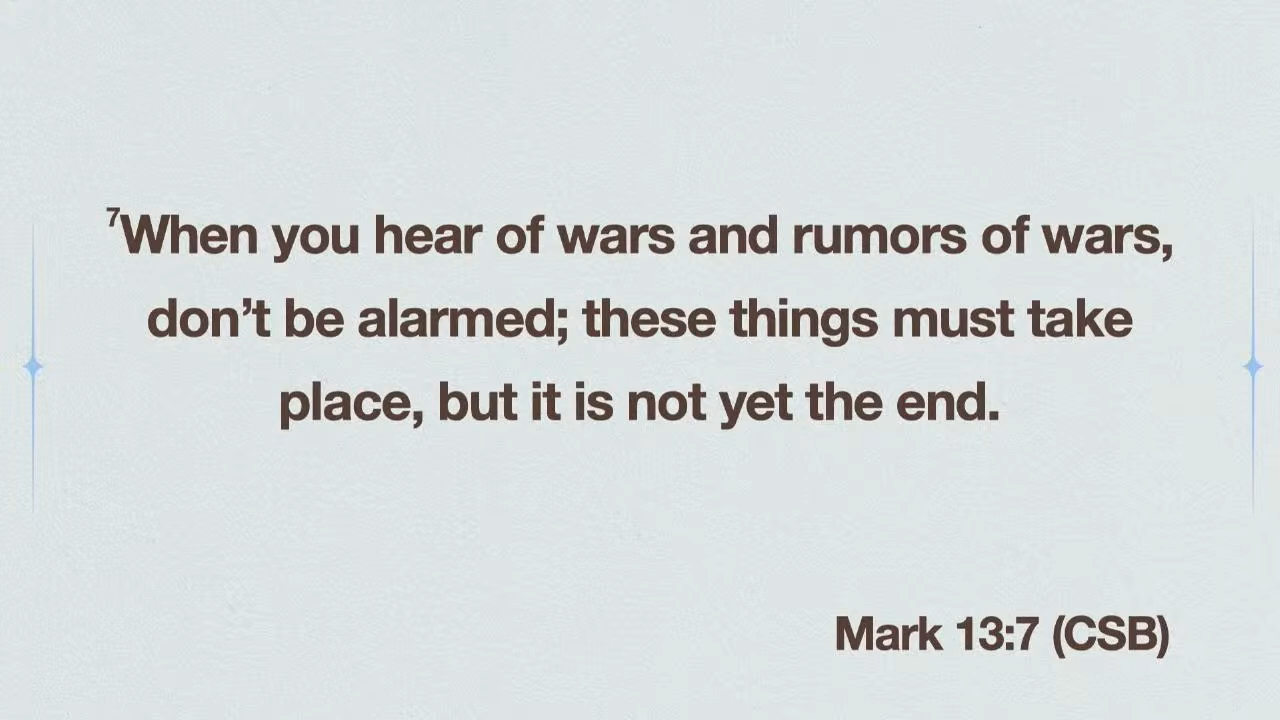 ⁷When you hear of wars and rumors of wars,
don’t be alarmed; these things must take
place, but it is not yet the end.
Mark 13:7 (CSB)